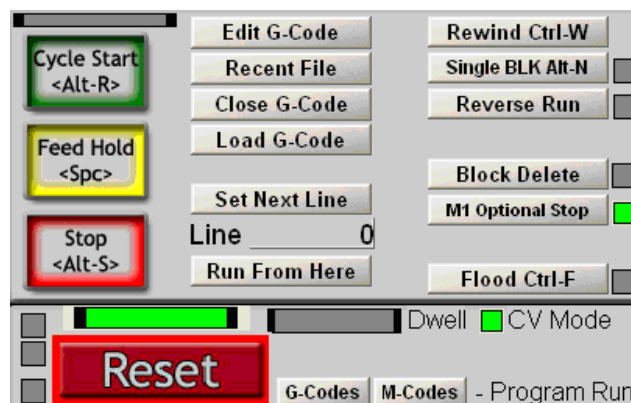 Cycle Start
<Alt-R>
Feed Hold
<Spc>
Stop
<Alt-S>
Edit G-Code
Recent File
Close G-Code
Load G-Code
Set Next Line
Line 0
Run From Here
Rewind Ctrl-W
Single BLK Alt-N
Reverse Run
Block Delete
M1 Optional Stop
Flood Ctrl-F
Dwell CV Mode
Reset
G-Codes M-Codes - Program Run